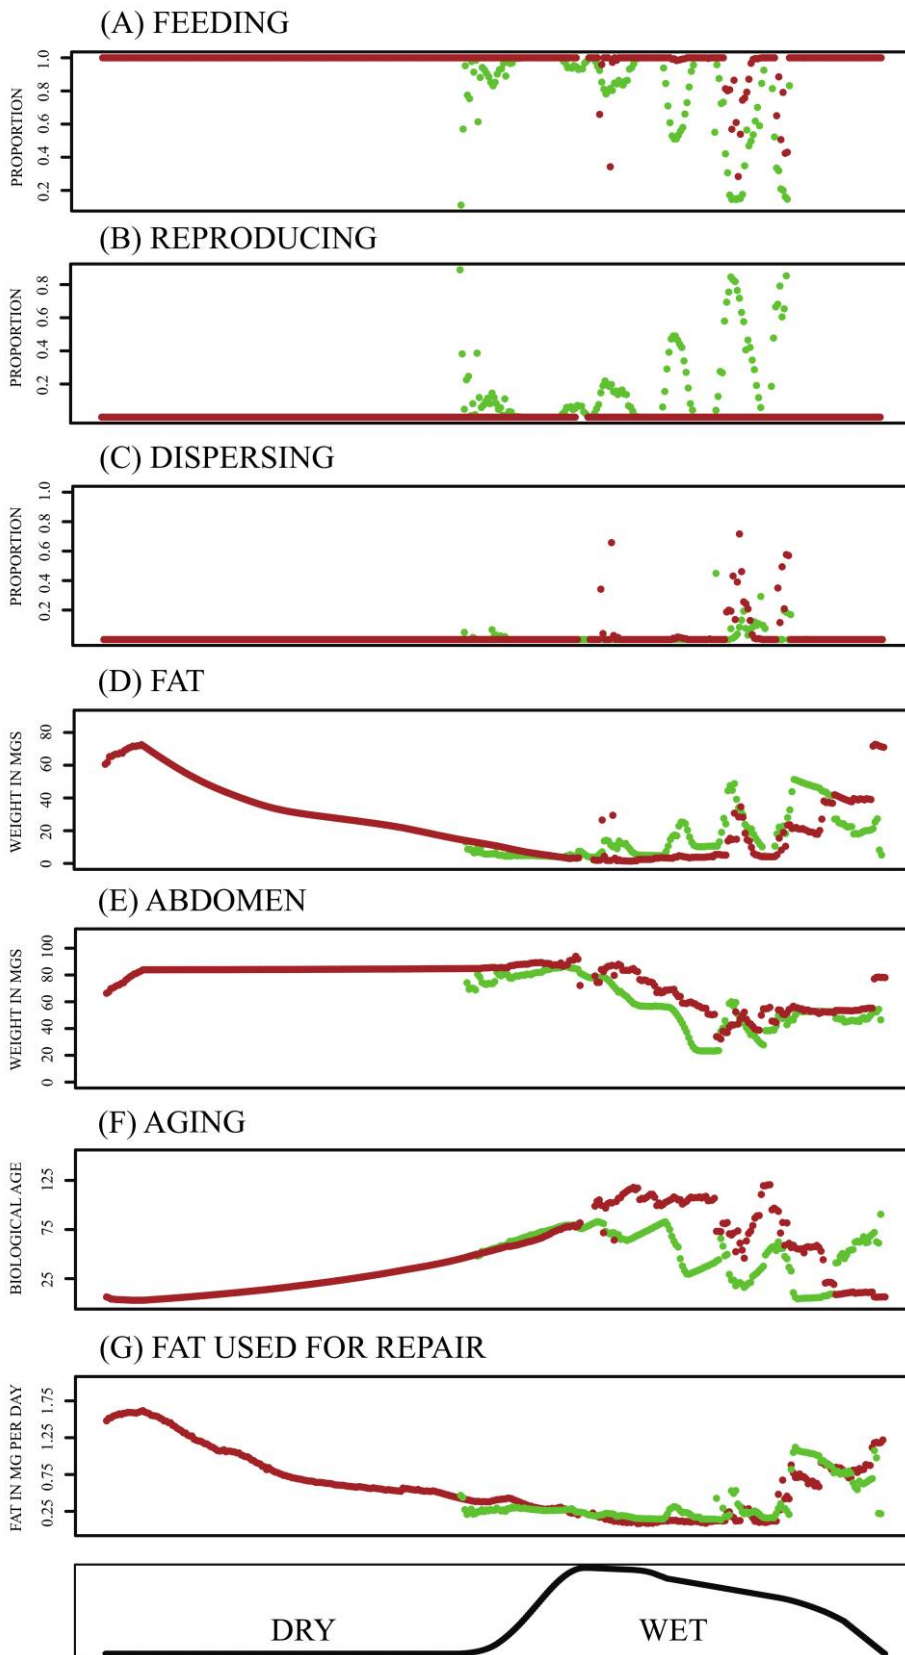 (A) FEEDING
PROPORTION
1.0
0.8
0.6
0.4
0.2
(B) REPRODUCING
PROPORTION
0.8
0.6
0.4
0.2
(C) DISPERSING
PROPORTION
1.0
0.8
0.6
0.4
0.2
(D) FAT
WEIGHT IN MGS
80
60
40
20
0
(E) ABDOMEN
WEIGHT IN MGS
100
80
60
40
20
0
(F) AGING
BIOLOGICAL AGE
125
75
25
(G) FAT USED FOR REPAIR
FAT IN MG PER DAY
1.75
1.25
0.75
0.25
DRY WET